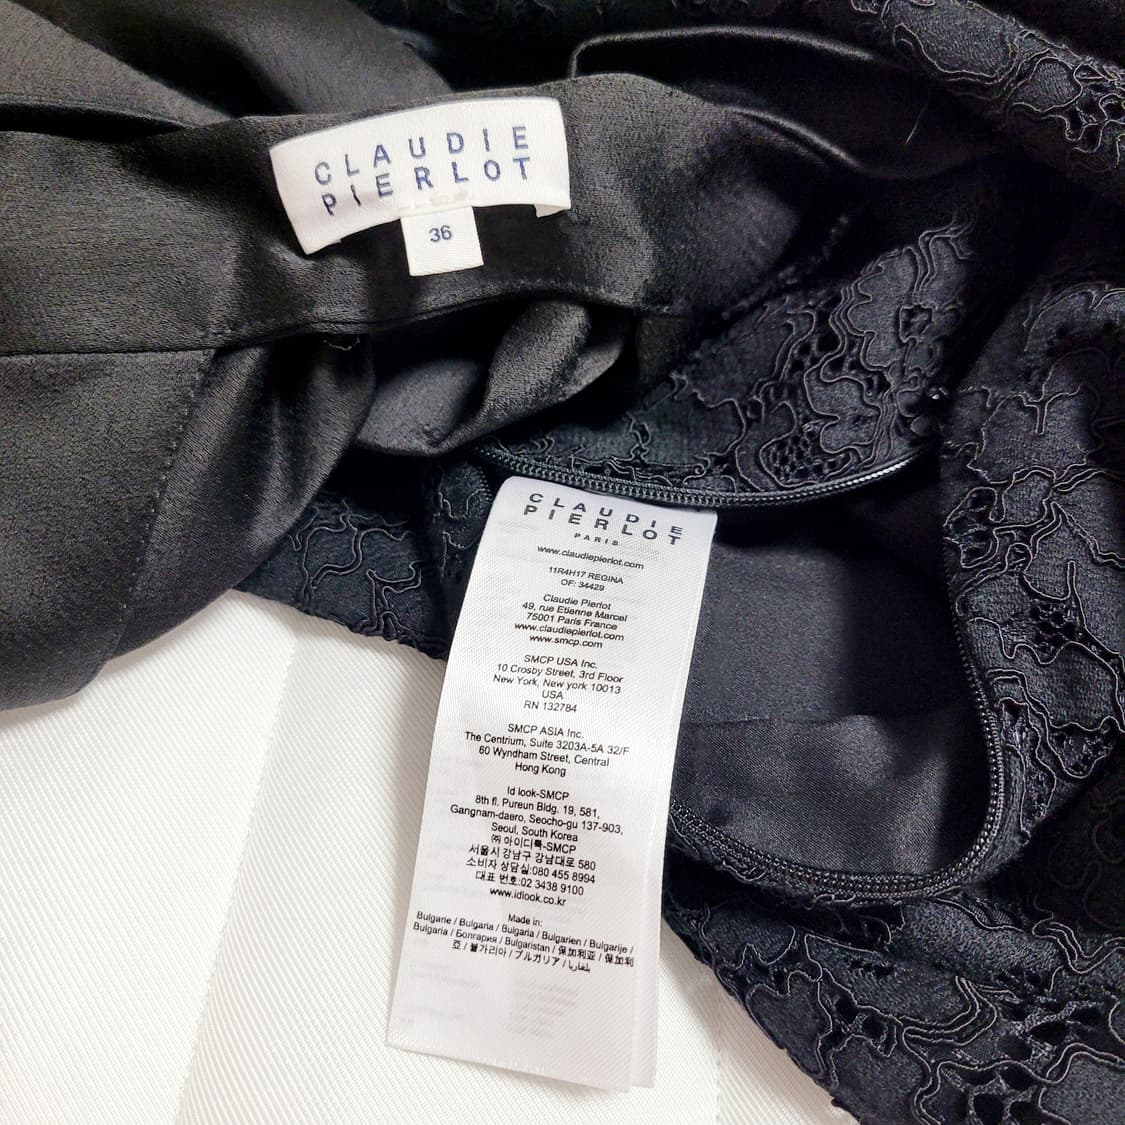 CLAUDIE
PIERLOT
36
CLAUDIE
PIERLOT
PARIS
www.claudiepierlot.com
11R4H17 REGINA
OF: 34429
Claudie Pierlot
49, rue Etienne Marcel
75001 Paris France
www.claudiepierlot.com
www.smcp.com
SMCP USA Inc.
10 Crosby Street, 3rd Floor
New York, New york 10013
USA
RN 132784
SMCP ASIA Inc.
The Centrium, Suite 3203A-5A 32/F
60 Wyndham Street, Central
Hong Kong
Id look-SMCP
8th fl. Pureun Bldg. 19, 581,
Gangnam-daero, Seocho-gu 137-903,
Seoul, South Korea
㈜ 아이디룩-SMCP
서울시 강남구 강남대로 580
소비자 상담실:080 455 8994
대표 번호:02 3438 9100
www.idlook.co.kr
Made in:
Bulgarie / Bulgaria / Bulgaria / Bulgarien / Bulgarije /
Bulgaria / Болгария / Bulgaristan / 保加利亚 / 保加利
亞 / 불가리아 / ブルガリア / بلغاريا